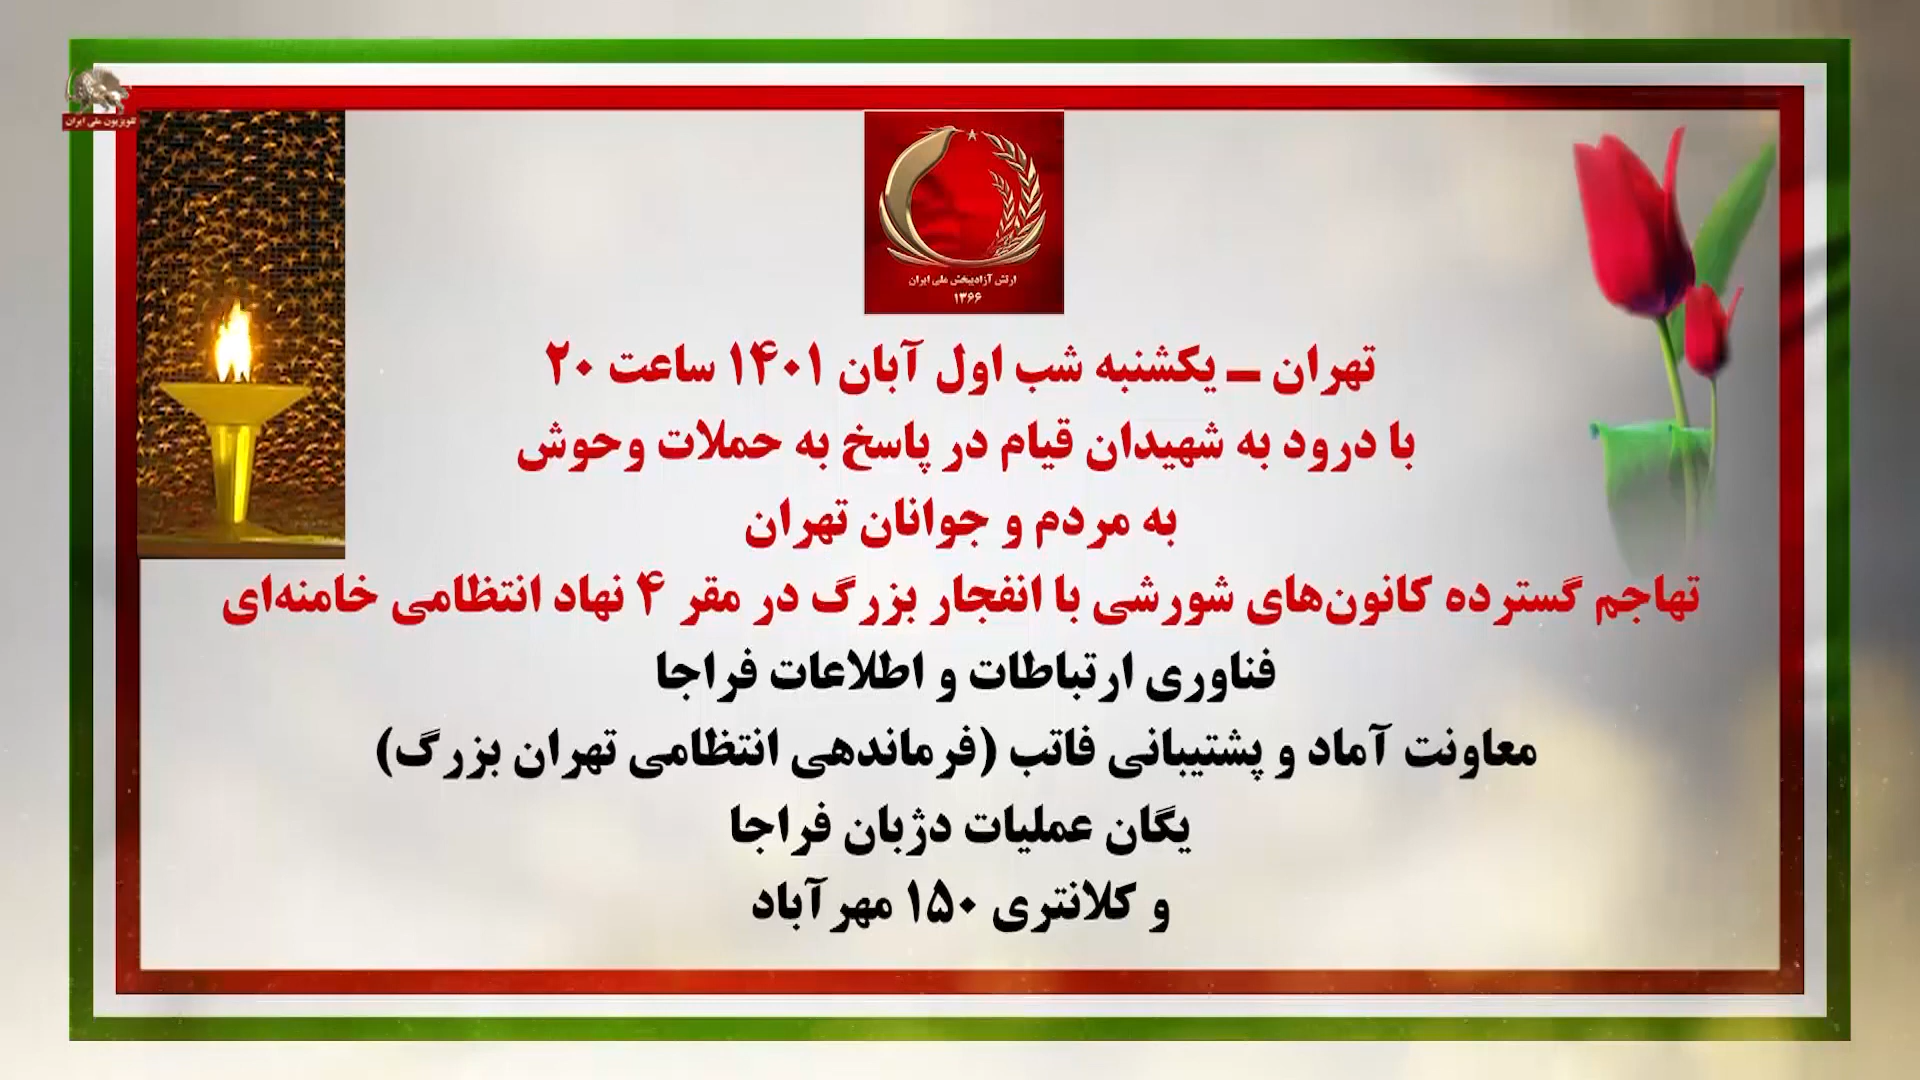 تلویزیون ملی ایران
ارتش آزادیبخش ملی ایران
۱۳۶۶
تهران ــ یکشنبه شب اول آبان ۱۴۰۱ ساعت ۲۰
با درود به شهیدان قیام در پاسخ به حملات وحوش
به مردم و جوانان تهران
تهاجم گسترده کانون‌های شورشی با انفجار بزرگ در مقر ۴ نهاد انتظامی خامنه‌ای
فناوری ارتباطات و اطلاعات فراجا
معاونت آماد و پشتیبانی فاتب (فرماندهی انتظامی تهران بزرگ)
یگان عملیات دژبان فراجا
و کلانتری ۱۵۰ مهرآباد